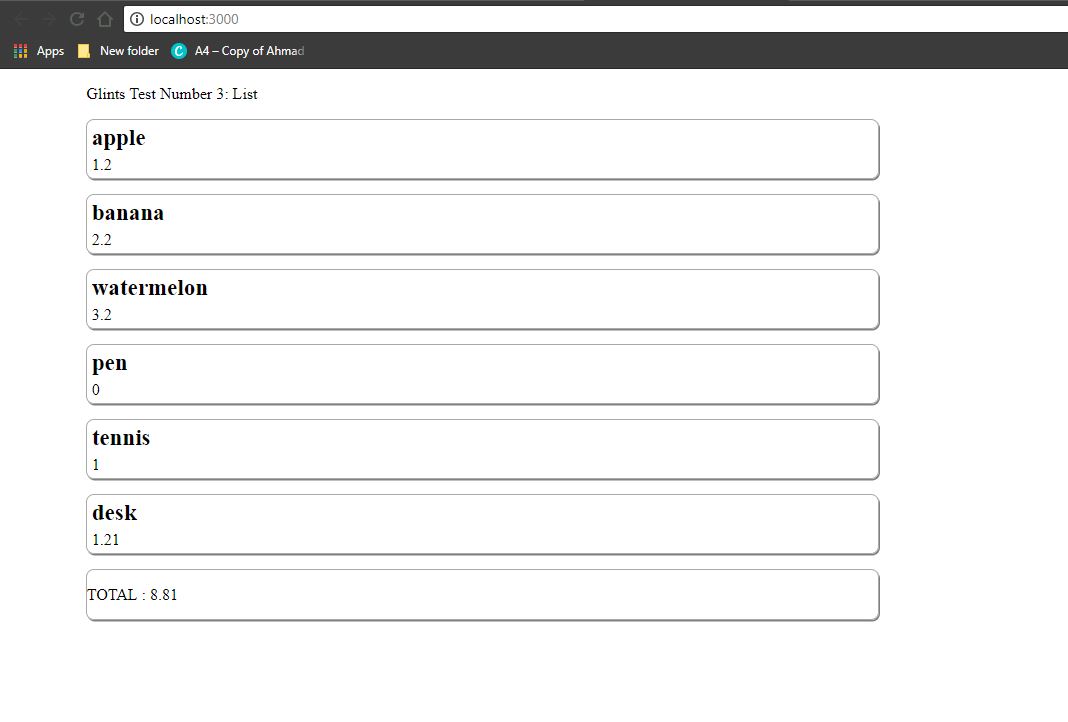 localhost:3000
Apps New folder A4 – Copy of Ahmad
Glints Test Number 3: List
apple
1.2
banana
2.2
watermelon
3.2
pen
0
tennis
1
desk
1.21
TOTAL : 8.81